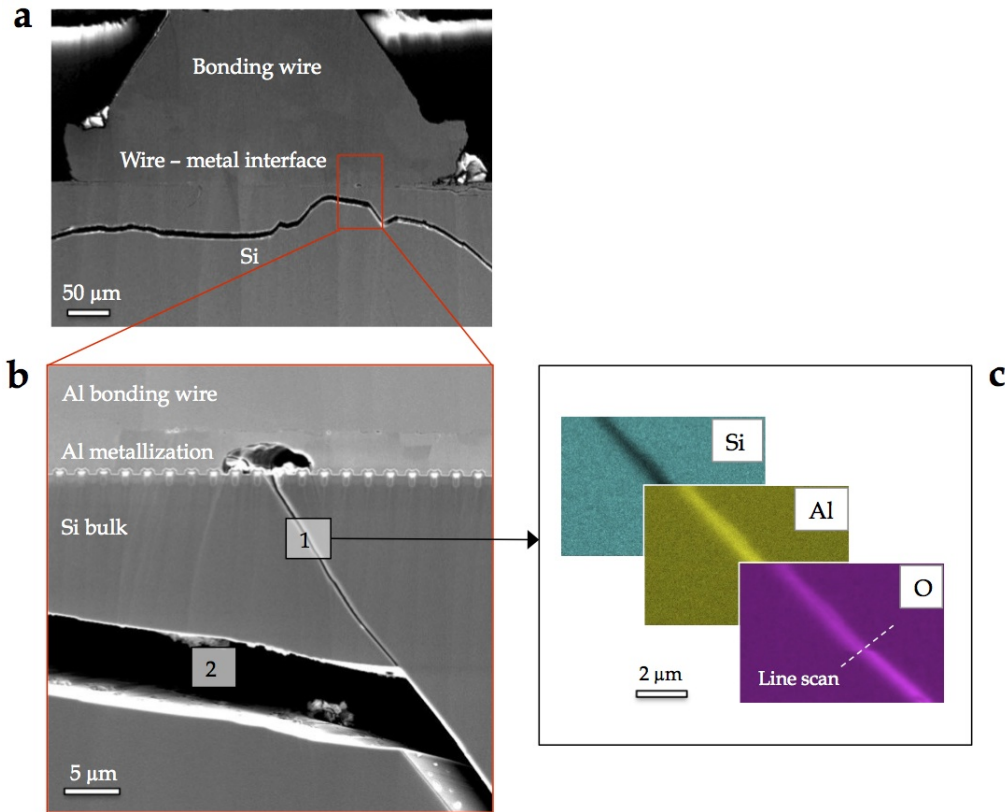 a
Bonding wire
Wire – metal interface
Si
50 µm
b
Al bonding wire
Al metallization
Si bulk
1
2
5 µm
c
Si
Al
O
Line scan
2 µm